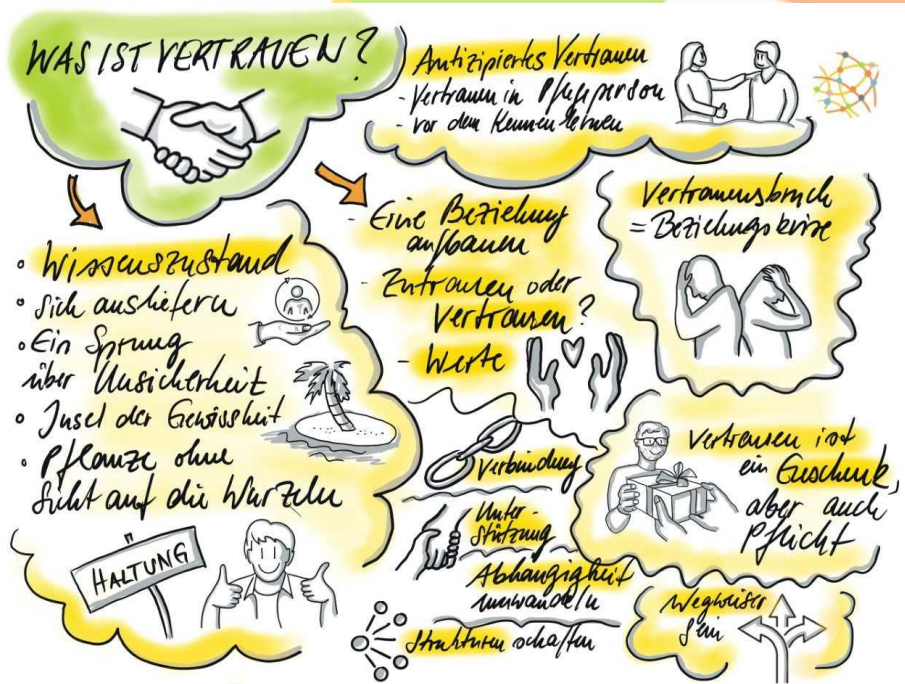 WAS IST VERTRAUEN?
Antizipiertes Vertrauen
- Vertrauen in Pflegeperson
- vor dem Kennenlernen
• Wissenszustand
• Sich ausliefern
• Ein Sprung
über Unsicherheit
• Insel der Gewissheit
• Pflanze ohne
Sicht auf die Wurzeln
HALTUNG
- Eine Beziehung
aufbauen
- Zutrauen oder
Vertrauen?
- Werte
Verbindung
Unter-
stützung
Abhängigkeit
umwandeln
Strukturen schaffen
Vertrauensbruch
= Beziehungskrise
Vertrauen ist
ein Geschenk,
aber auch
Pflicht
Wegweiser
sein